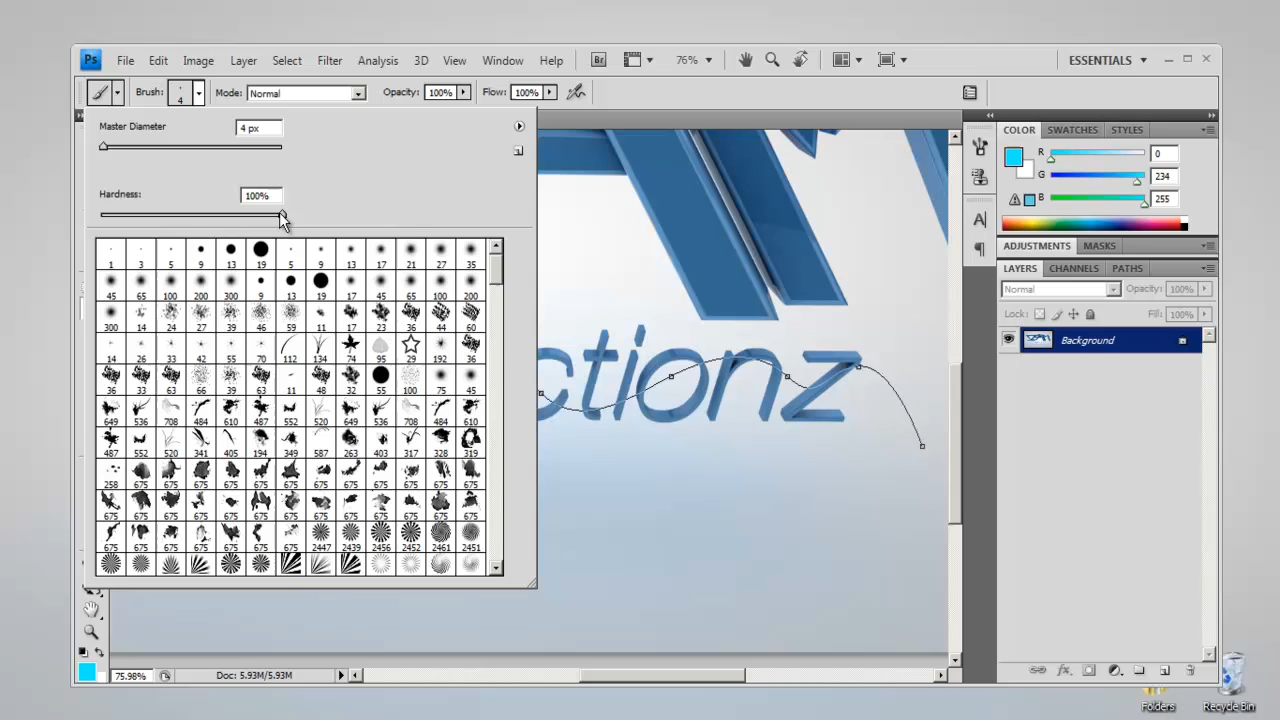 Ps File Edit Image Layer Select Filter Analysis 3D View Window Help Br 76% ESSENTIALS
Brush: 4 Mode: Normal Opacity: 100% Flow: 100%
Master Diameter 4 px
Hardness: 100%
1 3 5 9 13 19 5 9 13 17 21 27 35
45 65 100 200 300 9 13 19 17 45 65 100 200
300 14 24 27 39 46 59 11 17 23 36 44 60
14 26 33 42 55 70 112 134 74 95 29 192 36
36 33 63 66 39 63 11 48 32 55 100 75 45
649 536 708 484 610 487 552 520 649 536 708 484 610
487 552 520 341 405 194 349 587 263 403 317 328 319
258 675 675 675 675 675 675 675 675 675 675 675 675
675 675 675 675 675 675 675 675 675 675 675 675 675
675 675 675 675 675 675 675 2447 2439 2456 2452 2461 2451
ctionz
COLOR SWATCHES STYLES
R 0
G 234
B 255
ADJUSTMENTS MASKS
LAYERS CHANNELS PATHS
Normal Opacity: 100%
Lock: Fill: 100%
Background
fx
75.98% Doc: 5.93M/5.93M
Folders Recycle Bin